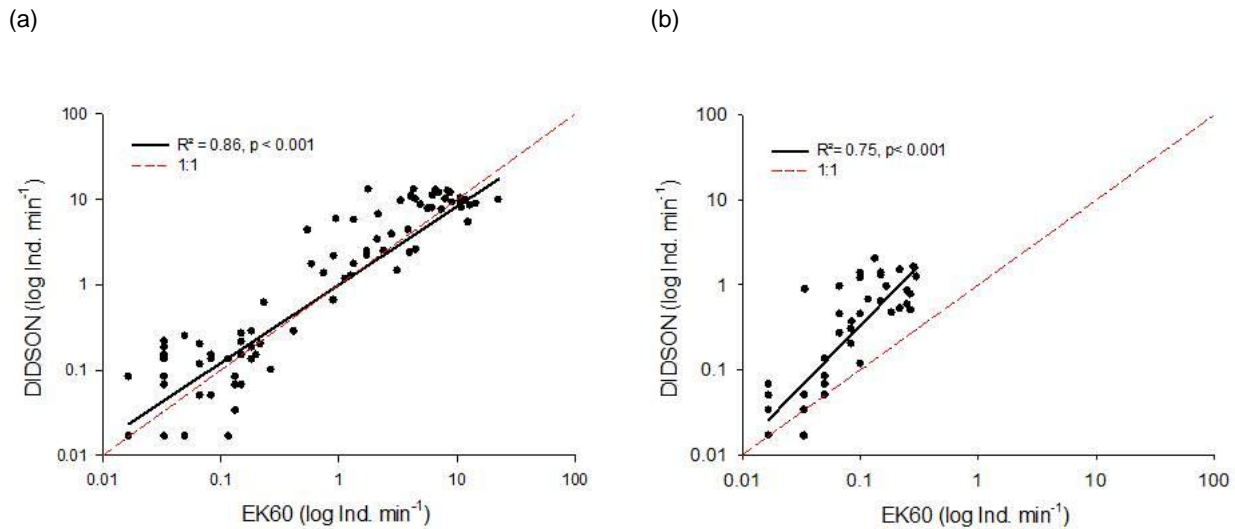 (a)
(b)
R² = 0.86, p < 0.001
1:1
DIDSON (log Ind. min⁻¹)
100
10
1
0.1
0.01
0.01 0.1 1 10 100
EK60 (log Ind. min⁻¹)
R² = 0.75, p < 0.001
1:1
DIDSON (log Ind. min⁻¹)
100
10
1
0.1
0.01
0.01 0.1 1 10 100
EK60 (log Ind. min⁻¹)